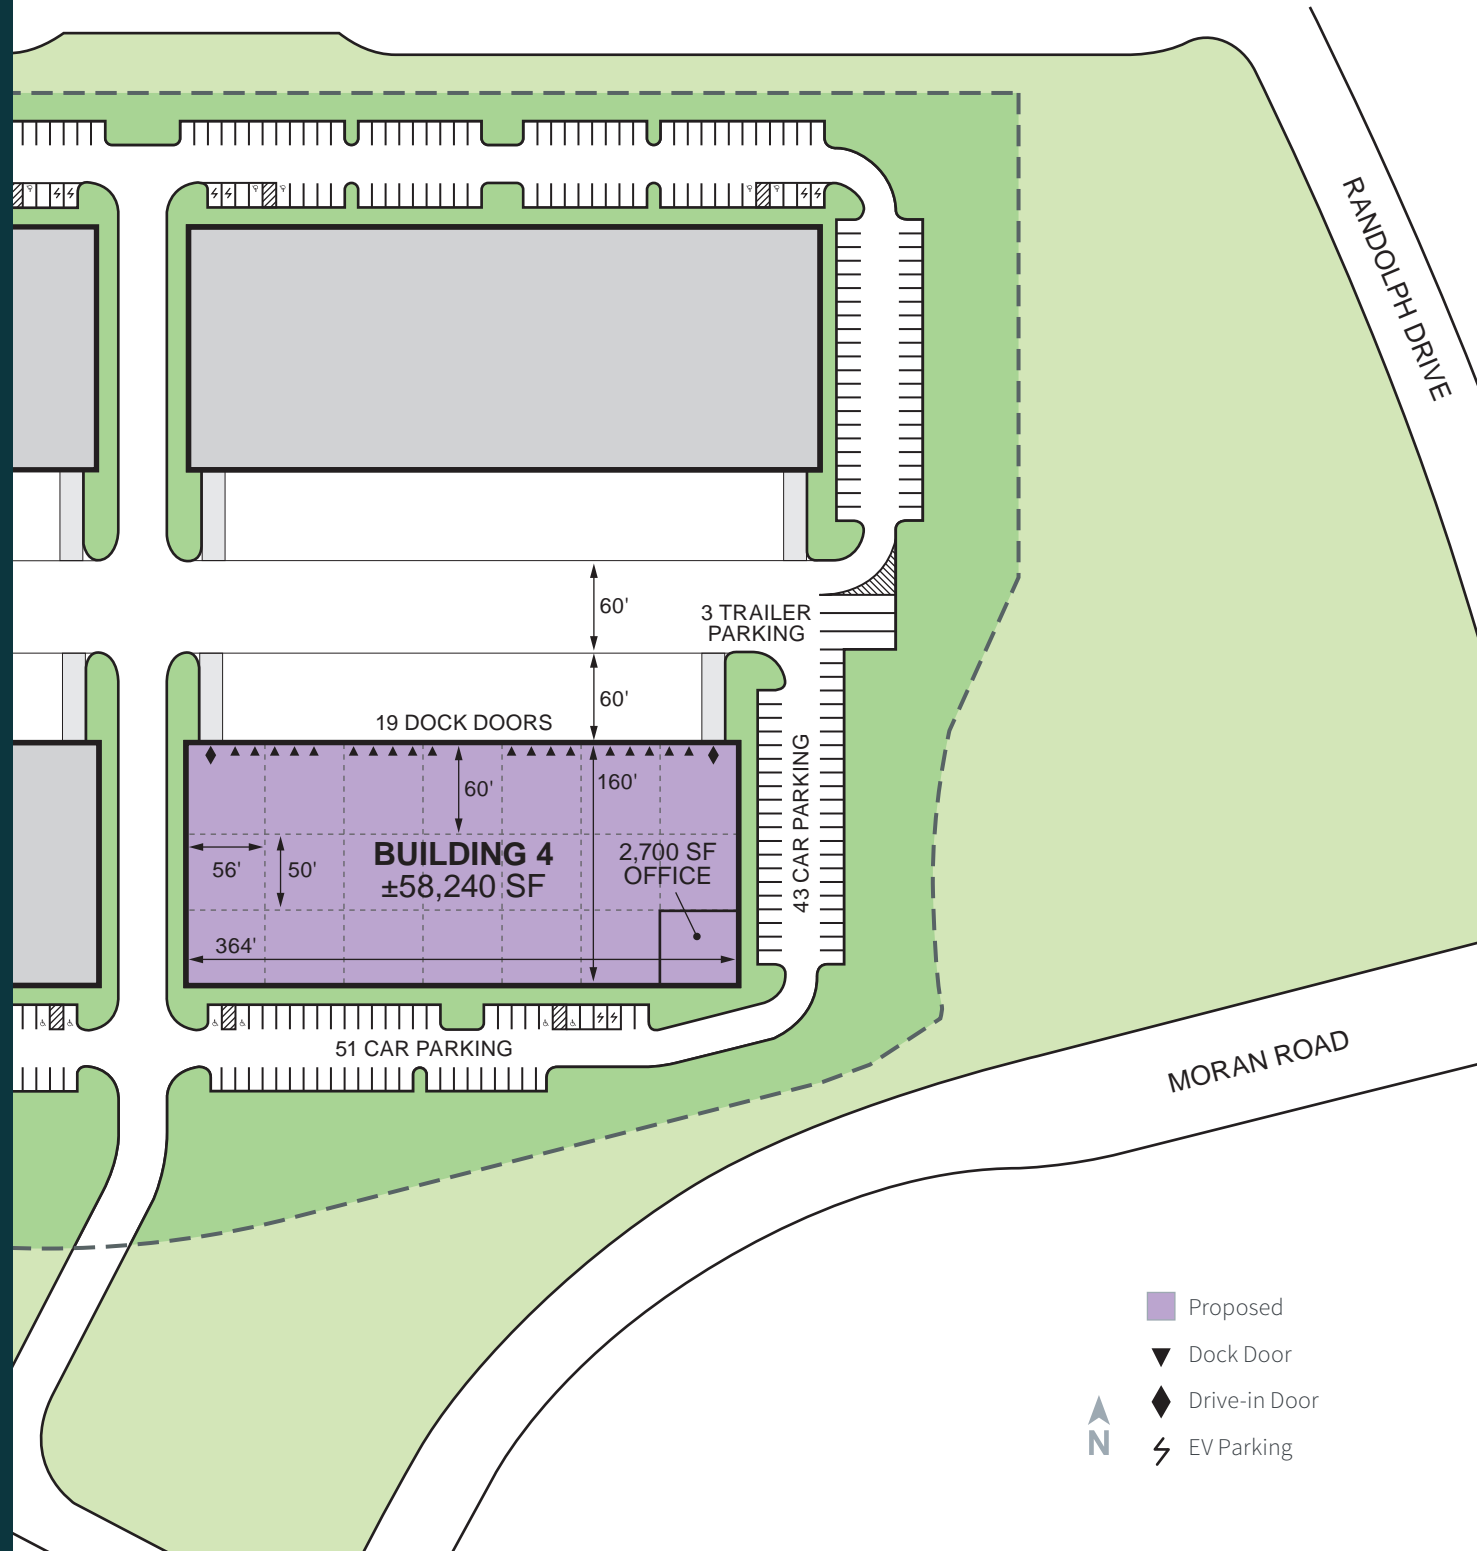 RANDOLPH DRIVE
60'
3 TRAILER
PARKING
60'
19 DOCK DOORS
60'
160'
43 CAR PARKING
BUILDING 4
±58,240 SF
2,700 SF
OFFICE
56'
50'
364'
51 CAR PARKING
MORAN ROAD
Proposed
Dock Door
Drive-in Door
EV Parking
N